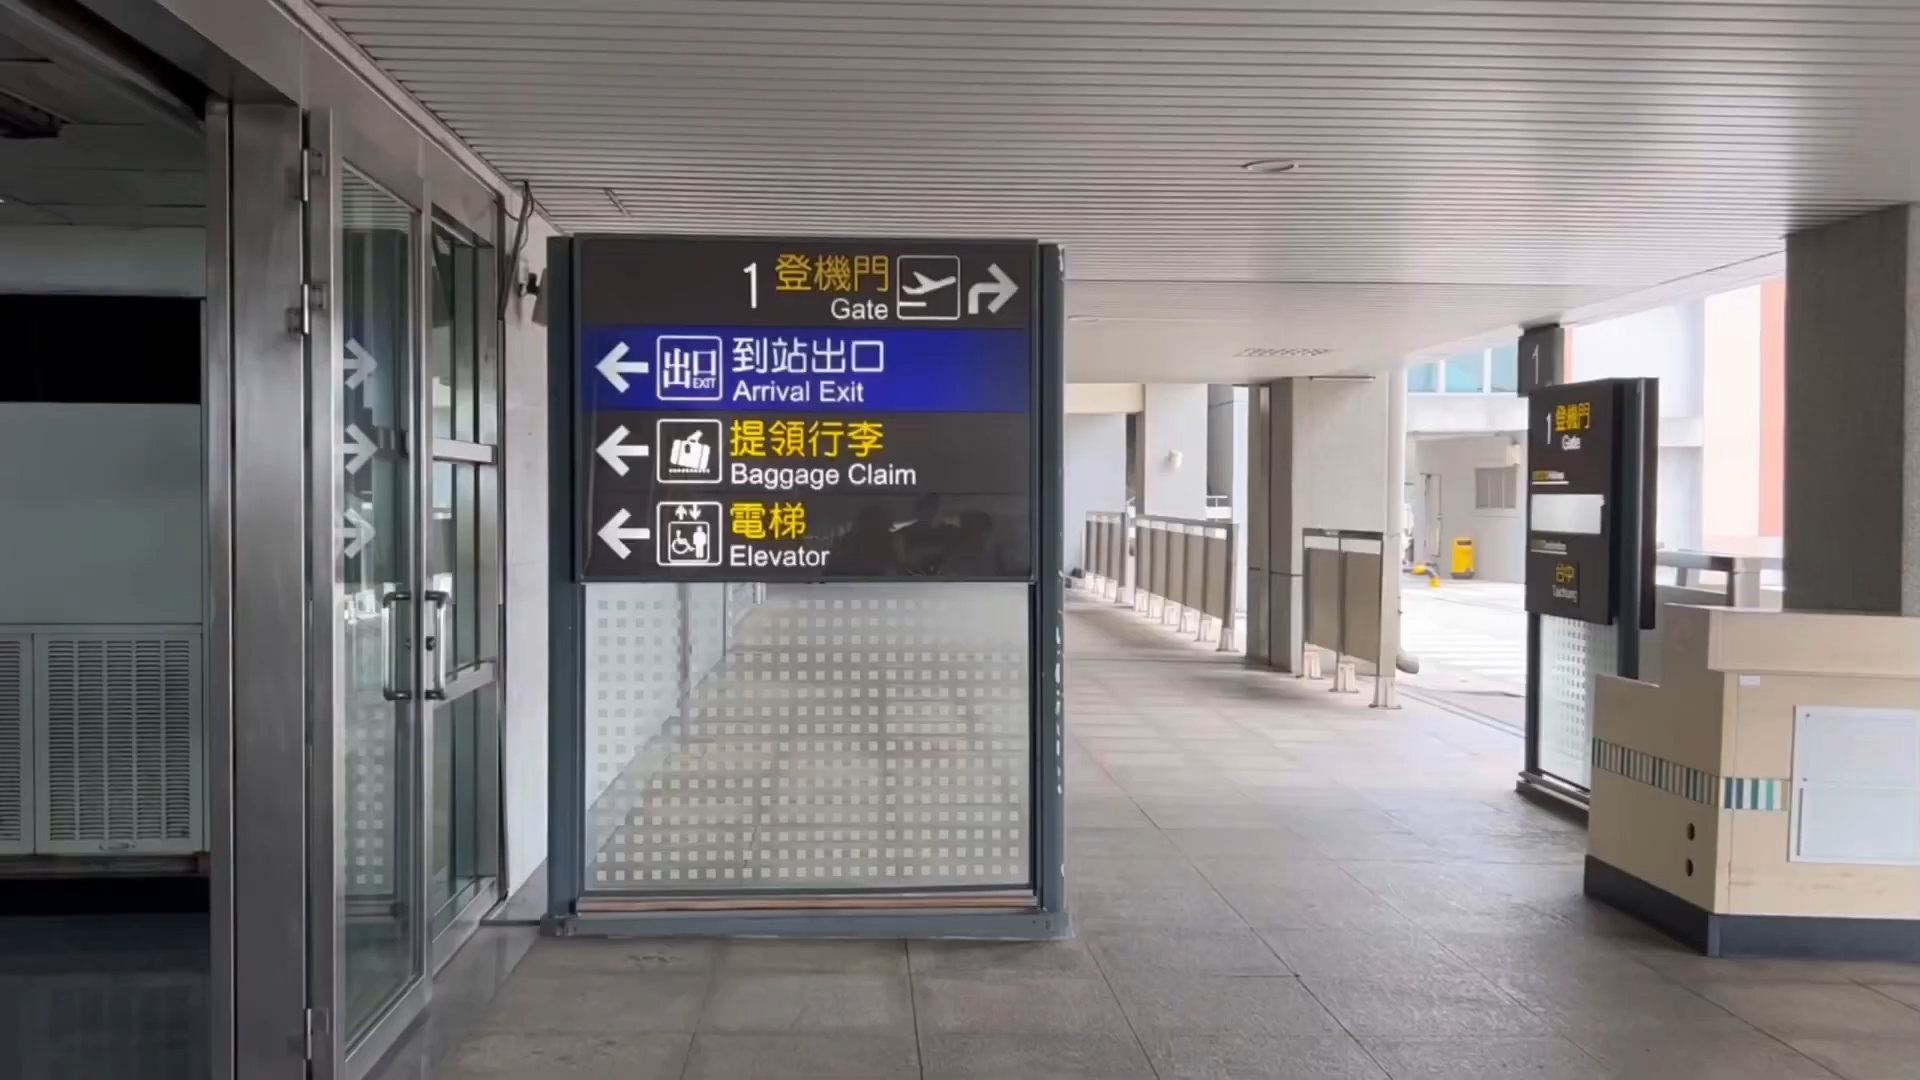 1 登機門
Gate
出口
EXIT
到站出口
Arrival Exit
提領行李
Baggage Claim
電梯
Elevator
1
1 登機門
Gate
台中
Taichung